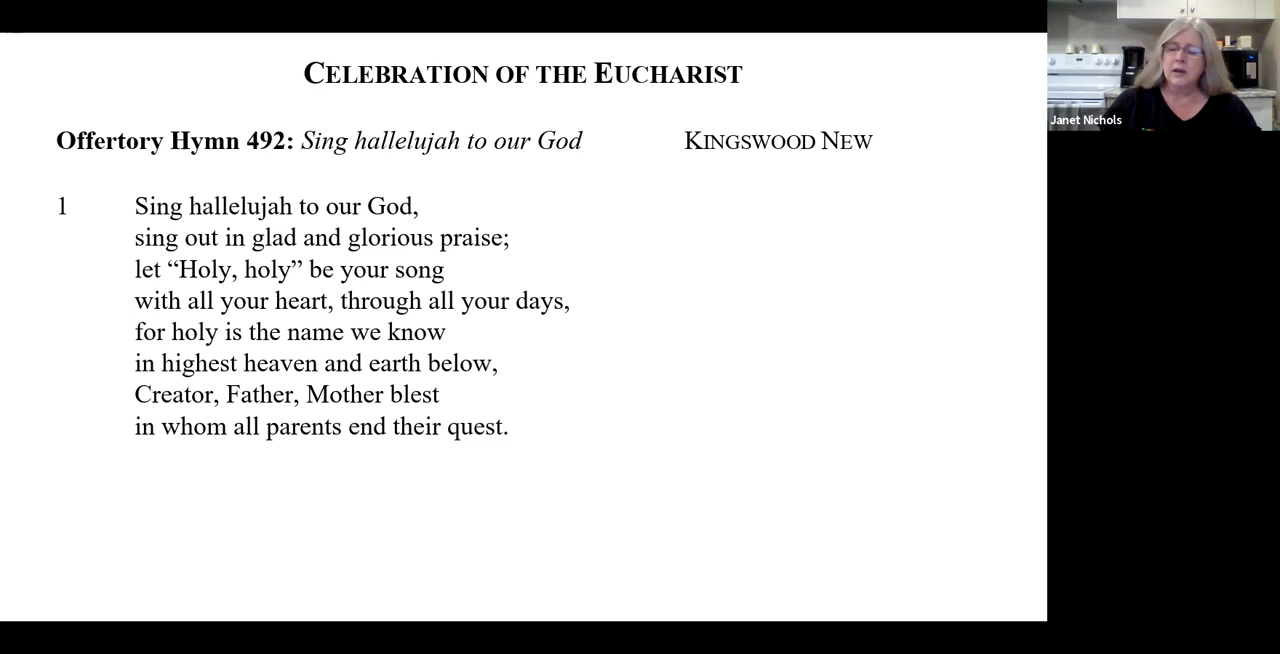 CELEBRATION OF THE EUCHARIST
Offertory Hymn 492: Sing hallelujah to our God KINGSWOOD NEW
1 Sing hallelujah to our God,
sing out in glad and glorious praise;
let “Holy, holy” be your song
with all your heart, through all your days,
for holy is the name we know
in highest heaven and earth below,
Creator, Father, Mother blest
in whom all parents end their quest.
Janet Nichols